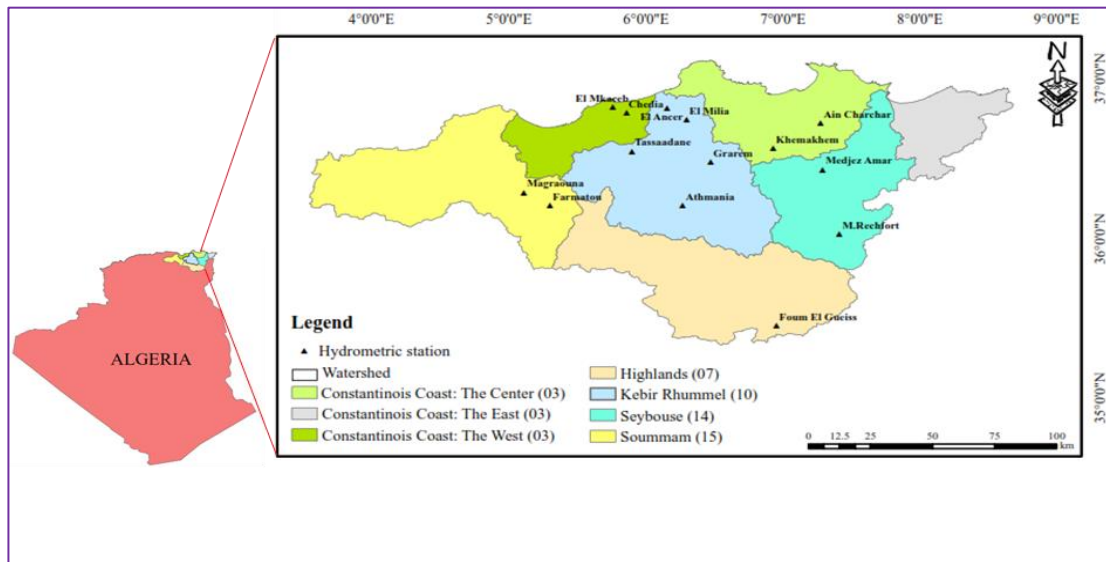 4°0'0"E 5°0'0"E 6°0'0"E 7°0'0"E 8°0'0"E 9°0'0"E
N
37°0'0"N
36°0'0"N
35°0'0"N
El Mkaceb
Chedia
El Ancer
El Milia
Ain Charchar
Tassaadane
Khemakhem
Grarem
Medjez Amar
Magraouna
Farmatou
Athmania
M.Rechfort
Foum El Gueiss
ALGERIA
Legend
Hydrometric station
Watershed
Constantinois Coast: The Center (03)
Constantinois Coast: The East (03)
Constantinois Coast: The West (03)
Highlands (07)
Kebir Rhummel (10)
Seybouse (14)
Soummam (15)
0 12.5 25 50 75 100
km